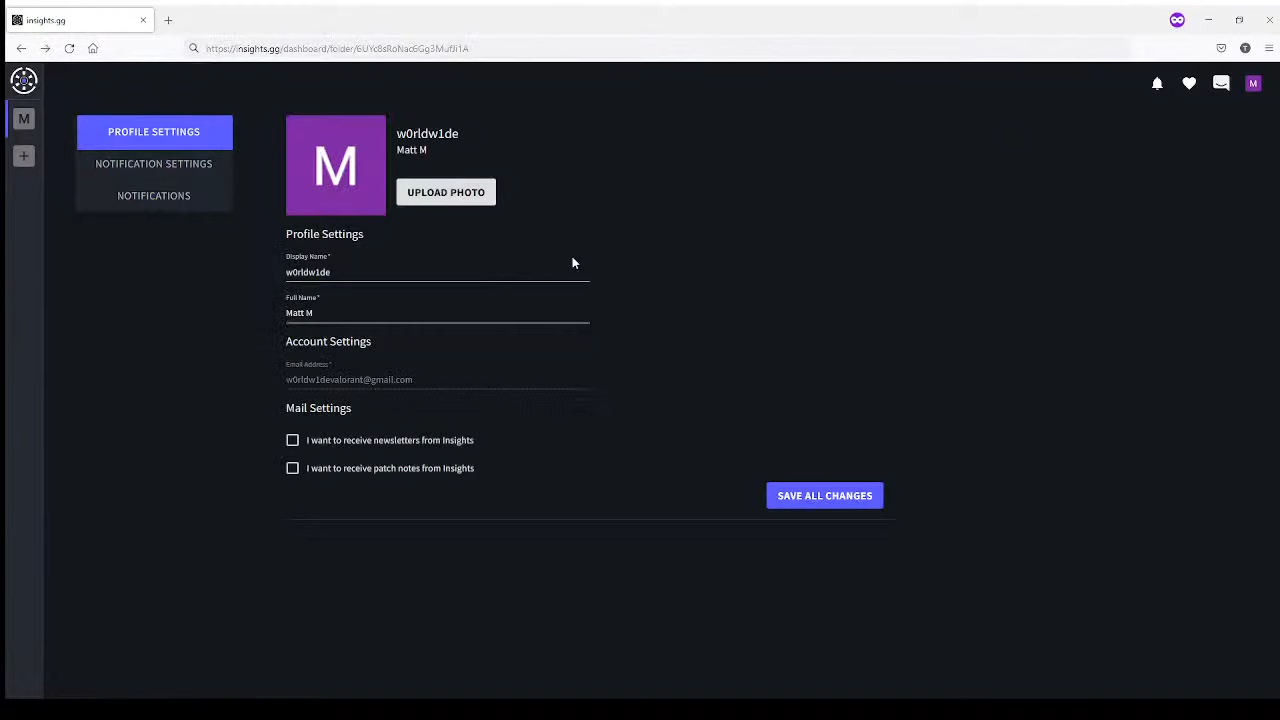 insights.gg
https://insights.gg/dashboard/folder/6UYc8sRoNac6Gg3MufJi1A
M
M
PROFILE SETTINGS
NOTIFICATION SETTINGS
NOTIFICATIONS
M
w0rldw1de
Matt M
UPLOAD PHOTO
Profile Settings
Display Name*
w0rldw1de
Full Name*
Matt M
Account Settings
Email Address*
w0rldw1devalorant@gmail.com
Mail Settings
I want to receive newsletters from Insights
I want to receive patch notes from Insights
SAVE ALL CHANGES